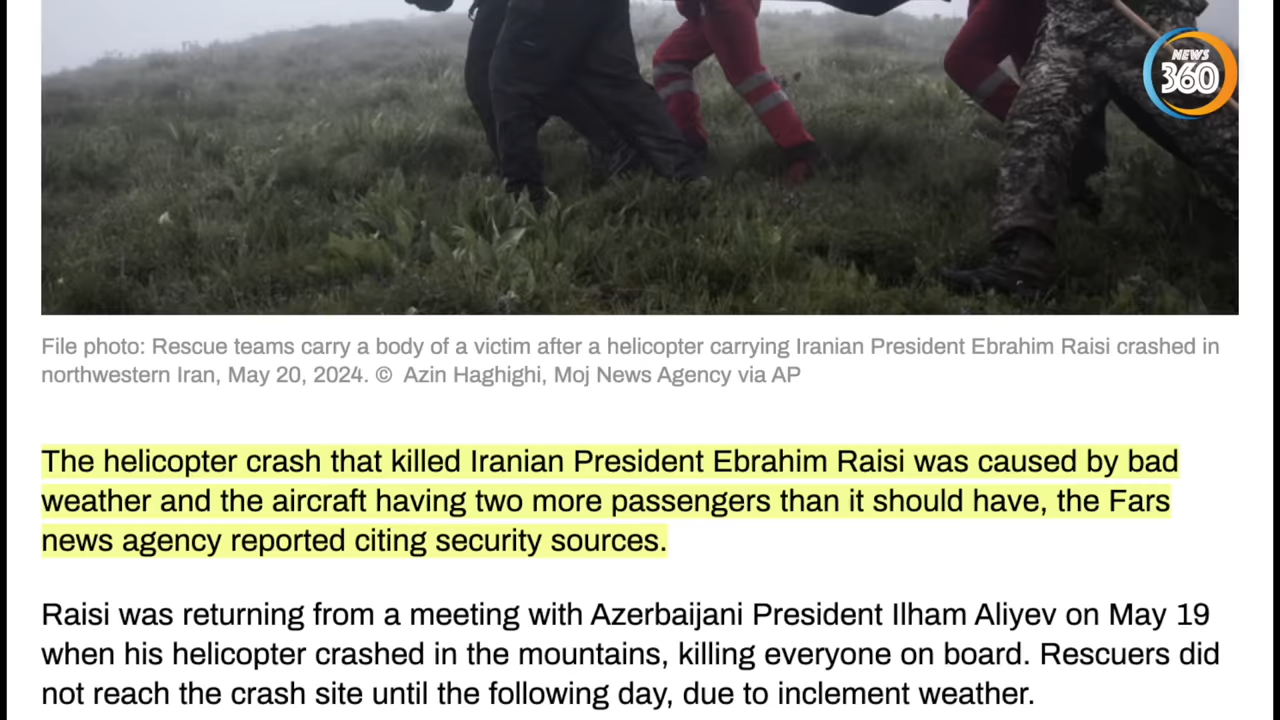 NEWS
360
File photo: Rescue teams carry a body of a victim after a helicopter carrying Iranian President Ebrahim Raisi crashed in
northwestern Iran, May 20, 2024. © Azin Haghighi, Moj News Agency via AP
The helicopter crash that killed Iranian President Ebrahim Raisi was caused by bad
weather and the aircraft having two more passengers than it should have, the Fars
news agency reported citing security sources.
Raisi was returning from a meeting with Azerbaijani President Ilham Aliyev on May 19
when his helicopter crashed in the mountains, killing everyone on board. Rescuers did
not reach the crash site until the following day, due to inclement weather.